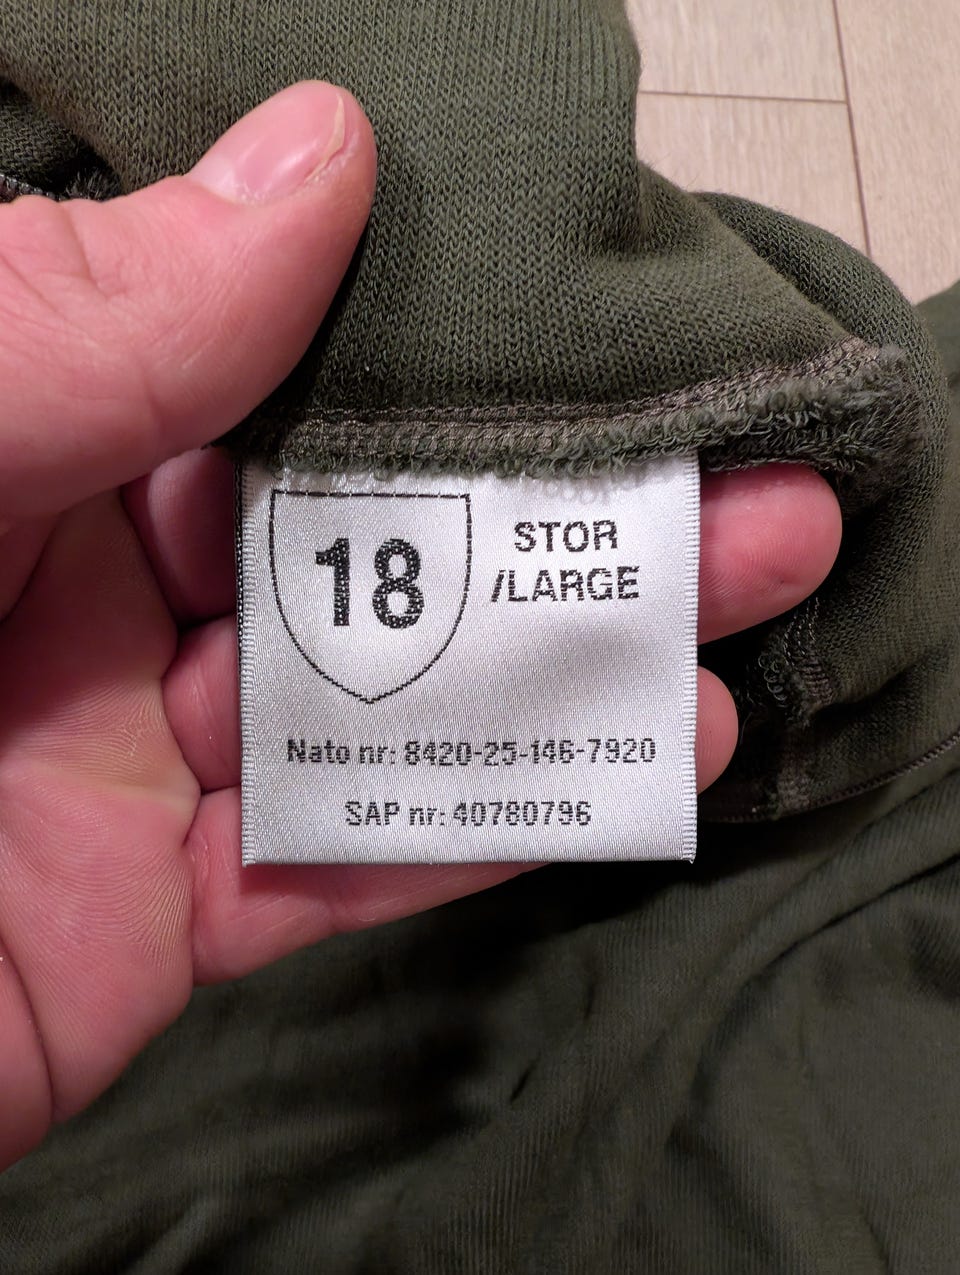 18
STOR
/LARGE
Nato nr: 8420-25-146-7920
SAP nr: 40780796